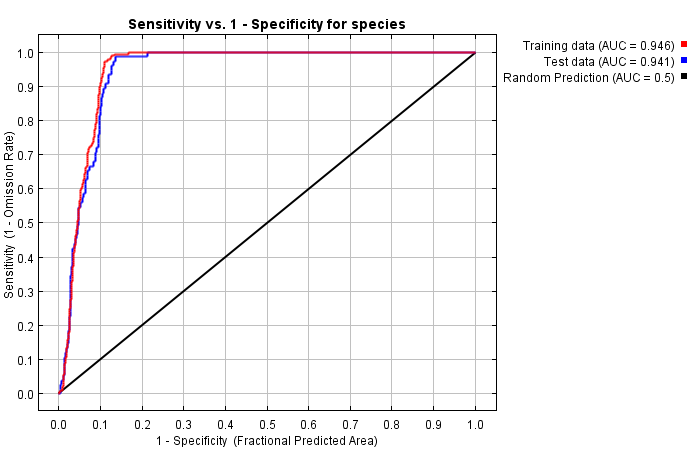 Sensitivity vs. 1 - Specificity for species
Training data (AUC = 0.946)
Test data (AUC = 0.941)
Random Prediction (AUC = 0.5)
Sensitivity (1 - Omission Rate)
1.0
0.9
0.8
0.7
0.6
0.5
0.4
0.3
0.2
0.1
0.0
0.0 0.1 0.2 0.3 0.4 0.5 0.6 0.7 0.8 0.9 1.0
1 - Specificity (Fractional Predicted Area)